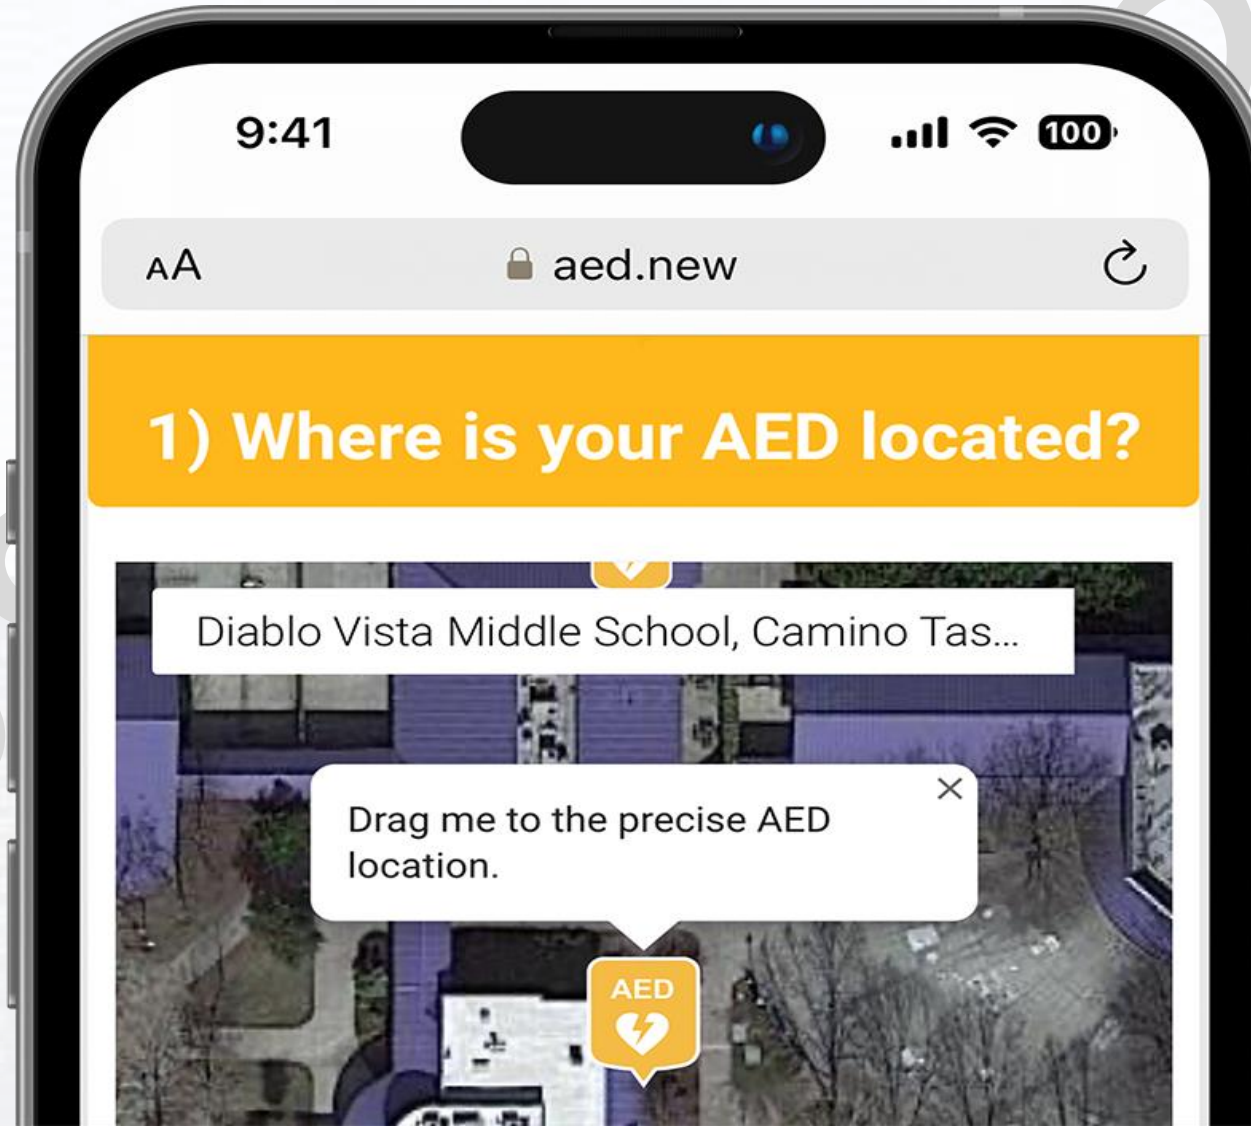 9:41
100
AA
aed.new
1) Where is your AED located?
Diablo Vista Middle School, Camino Tas...
Drag me to the precise AED
location.
AED